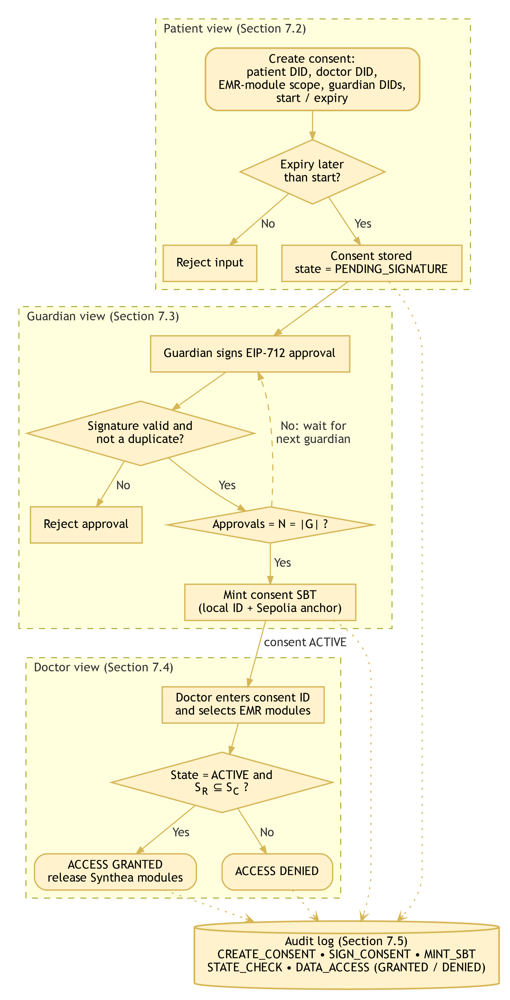 Patient view (Section 7.2)
Create consent:
patient DID, doctor DID,
EMR-module scope, guardian DIDs,
start / expiry
Expiry later
than start?
No
Yes
Reject input
Consent stored
state = PENDING_SIGNATURE
Guardian view (Section 7.3)
Guardian signs EIP-712 approval
Signature valid and
not a duplicate?
No: wait for
next guardian
No
Yes
Reject approval
Approvals = N = |G| ?
Yes
Mint consent SBT
(local ID + Sepolia anchor)
consent ACTIVE
Doctor view (Section 7.4)
Doctor enters consent ID
and selects EMR modules
State = ACTIVE and
S_R ⊆ S_C ?
Yes
No
ACCESS GRANTED
release Synthea modules
ACCESS DENIED
Audit log (Section 7.5)
CREATE_CONSENT • SIGN_CONSENT • MINT_SBT
STATE_CHECK • DATA_ACCESS (GRANTED / DENIED)